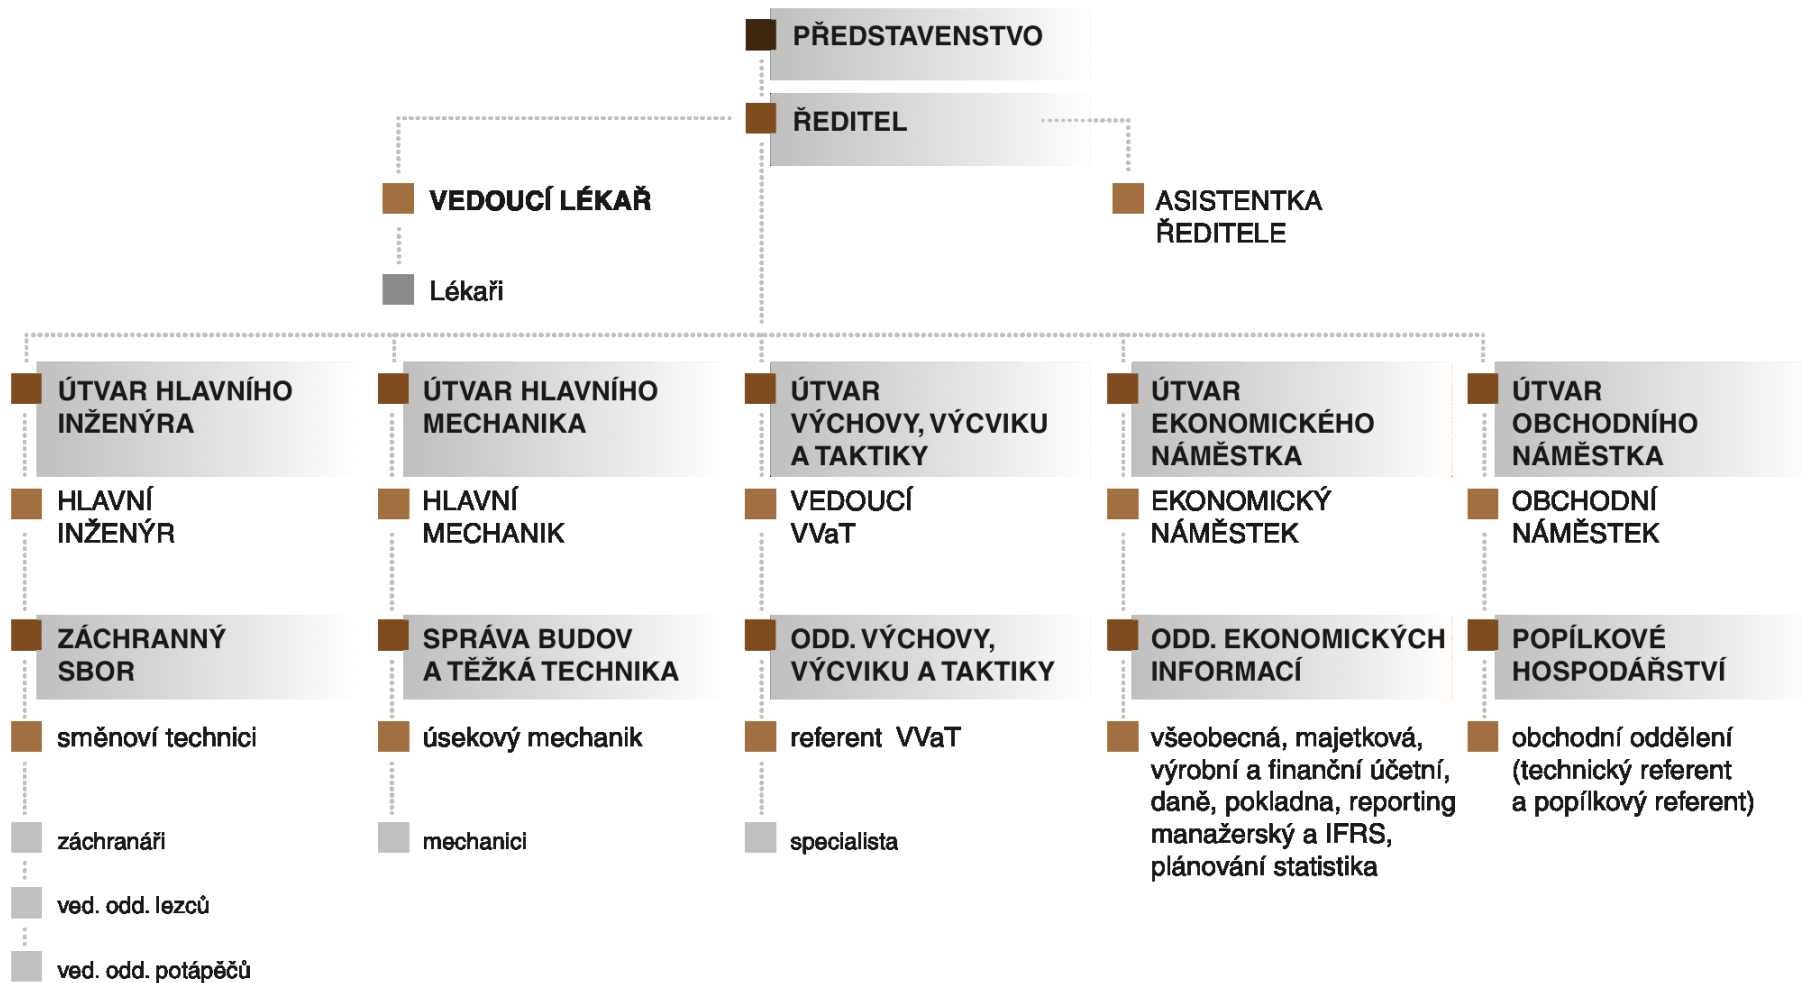 PŘEDSTAVENSTVO
ŘEDITEL
VEDOUCÍ LÉKAŘ
ASISTENTKA
ŘEDITELE
Lékaři
ÚTVAR HLAVNÍHO
INŽENÝRA
HLAVNÍ
INŽENÝR
ZÁCHRANNÝ
SBOR
směnoví technici
záchranáři
ved. odd. lezců
ved. odd. potápěčů
ÚTVAR HLAVNÍHO
MECHANIKA
HLAVNÍ
MECHANIK
SPRÁVA BUDOV
A TĚŽKÁ TECHNIKA
úsekový mechanik
mechanici
ÚTVAR
VÝCHOVY, VÝCVIKU
A TAKTIKY
VEDOUCÍ
VVaT
ODD. VÝCHOVY,
VÝCVIKU A TAKTIKY
referent VVaT
specialista
ÚTVAR
EKONOMICKÉHO
NÁMĚSTKA
EKONOMICKÝ
NÁMĚSTEK
ODD. EKONOMICKÝCH
INFORMACÍ
všeobecná, majetková,
výrobní a finanční účetní,
daně, pokladna, reporting
manažerský a IFRS,
plánování statistika
ÚTVAR
OBCHODNÍHO
NÁMĚSTKA
OBCHODNÍ
NÁMĚSTEK
POPÍLKOVÉ
HOSPODÁŘSTVÍ
obchodní oddělení
(technický referent
a popílkový referent)